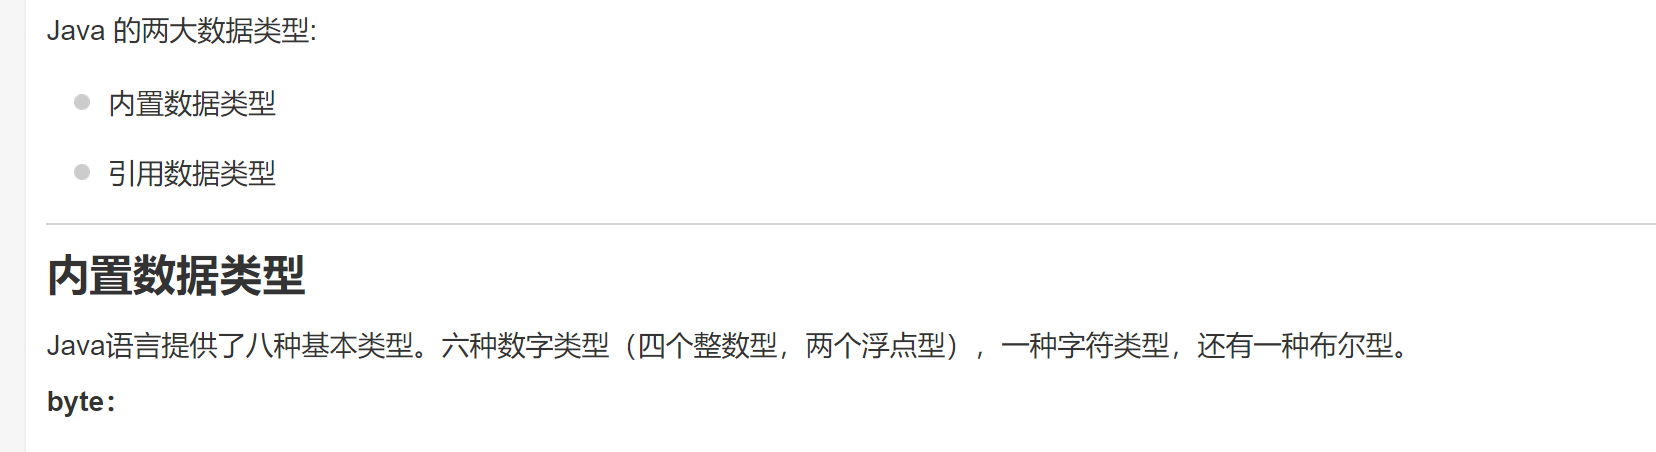 Java 的两大数据类型:
内置数据类型
引用数据类型
内置数据类型
Java语言提供了八种基本类型。六种数字类型（四个整数型，两个浮点型），一种字符类型，还有一种布尔型。
byte：